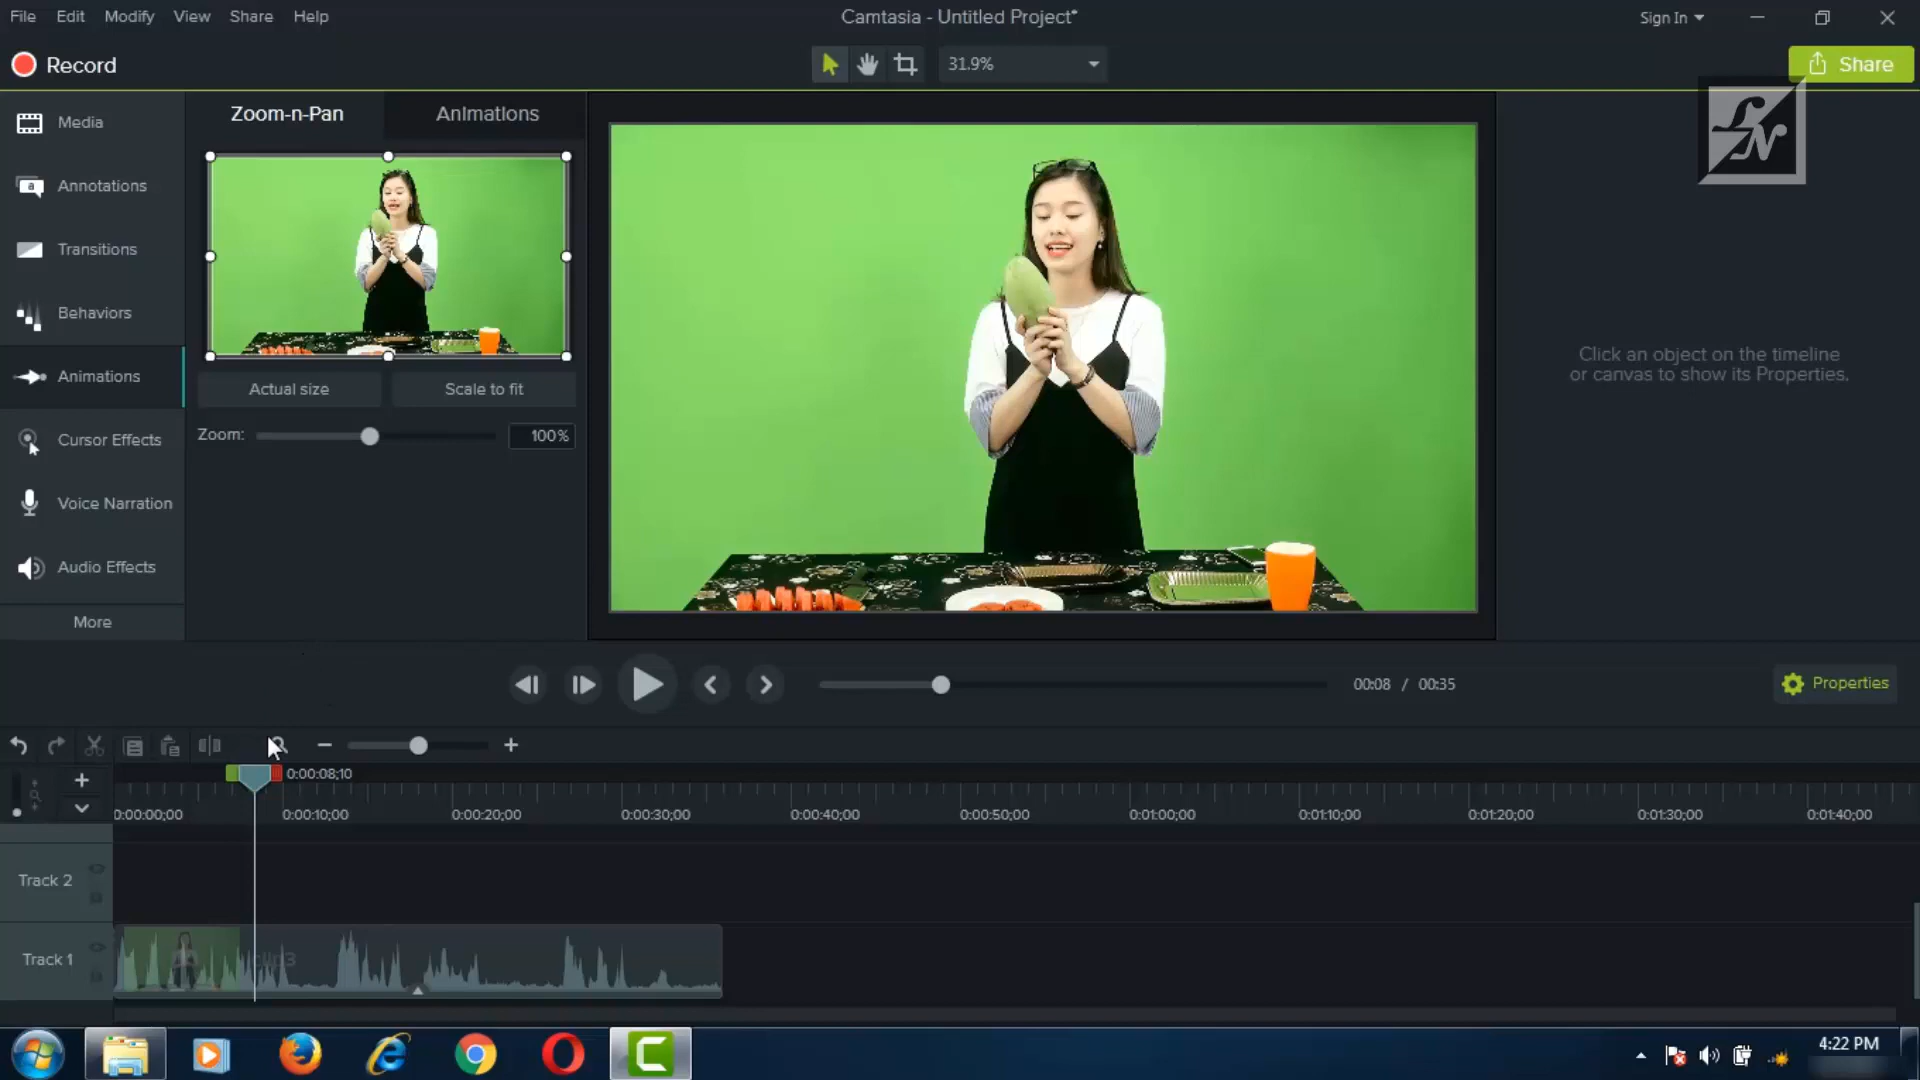 File Edit Modify View Share Help
Camtasia - Untitled Project*
Sign In
Record
31.9%
Share
Media
Annotations
Transitions
Behaviors
Animations
Cursor Effects
Voice Narration
Audio Effects
More
Zoom-n-Pan
Animations
Actual size
Scale to fit
Zoom:
100%
Click an object on the timeline
or canvas to show its Properties.
00:08 / 00:35
Properties
0:00:08;10
0:00:00;00
0:00:10;00
0:00:20;00
0:00:30;00
0:00:40;00
0:00:50;00
0:01:00;00
0:01:10;00
0:01:20;00
0:01:30;00
0:01:40;00
Track 2
Track 1
4:22 PM